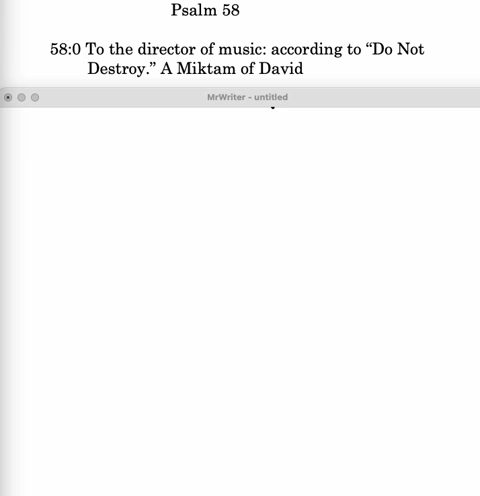 Psalm 58
58:0 To the director of music: according to “Do Not
Destroy.” A Miktam of David
MrWriter - untitled